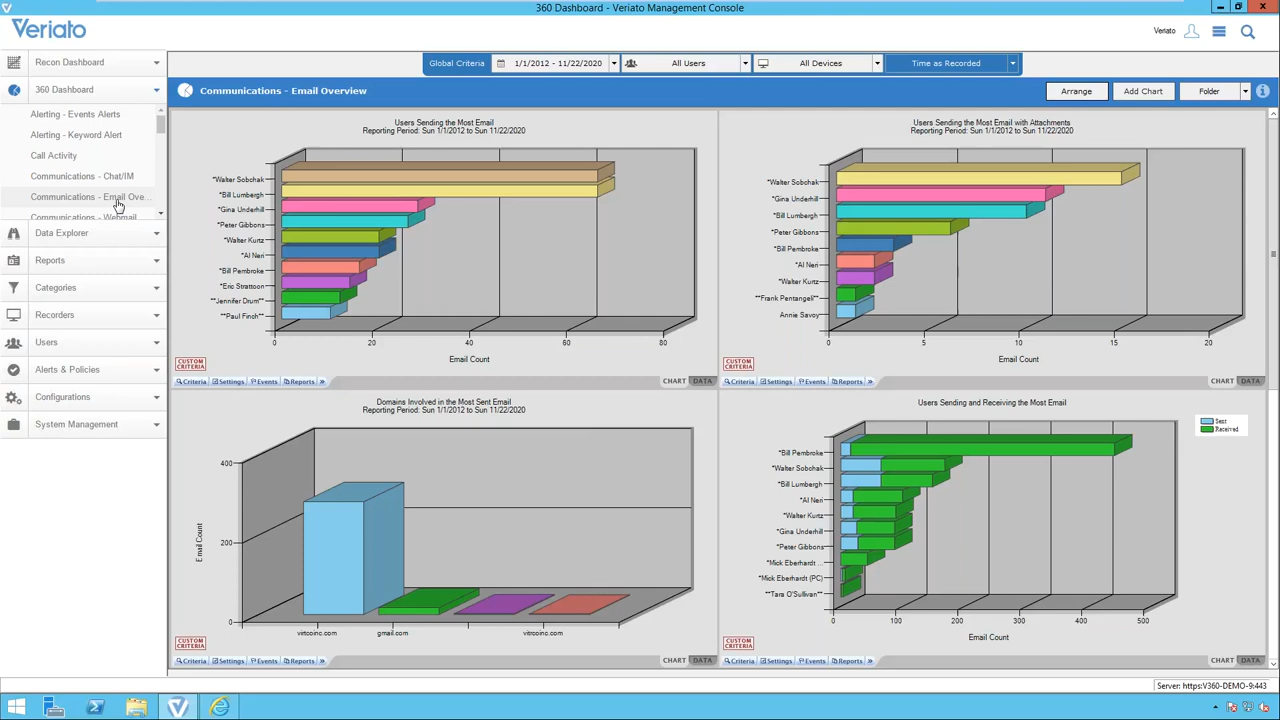 360 Dashboard - Veriato Management Console
Veriato
Veriato
Recon Dashboard
360 Dashboard
Alerting - Events Alerts
Alerting - Keyword Alert
Call Activity
Communications - Chat/IM
Communications - Email Ove...
Communications - Webmail
Data Explorer
Reports
Categories
Recorders
Users
Alerts & Policies
Configurations
System Management
Global Criteria
1/1/2012 - 11/22/2020
All Users
All Devices
Time as Recorded
Communications - Email Overview
Arrange
Add Chart
Folder
Users Sending the Most Email
Reporting Period: Sun 1/1/2012 to Sun 11/22/2020
*Walter Sobchak
*Bill Lumbergh
*Gina Underhill
*Peter Gibbons
*Walter Kurtz
*Al Neri
*Bill Pembroke
*Eric Strattoon
**Jennifer Drum**
**Paul Finch**
0 20 40 60 80
Email Count
CUSTOM
CRITERIA
Criteria Settings Events Reports »
CHART DATA
Users Sending the Most Email with Attachments
Reporting Period: Sun 1/1/2012 to Sun 11/22/2020
*Walter Sobchak
*Gina Underhill
*Bill Lumbergh
*Peter Gibbons
*Bill Pembroke
*Al Neri
*Walter Kurtz
**Frank Pentangeli**
Annie Savoy
0 5 10 15 20
Email Count
CUSTOM
CRITERIA
Criteria Settings Events Reports »
CHART DATA
Domains Involved in the Most Sent Email
Reporting Period: Sun 1/1/2012 to Sun 11/22/2020
400
200
0
Email Count
virtcoinc.com gmail.com vitrcoinc.com
CUSTOM
CRITERIA
Criteria Settings Events Reports »
CHART DATA
Users Sending and Receiving the Most Email
Sent
Received
*Bill Pembroke
*Walter Sobchak
*Bill Lumbergh
*Al Neri
*Walter Kurtz
*Gina Underhill
*Peter Gibbons
*Mick Eberhardt ...
*Mick Eberhardt (PC)
**Tara O'Sullivan**
0 100 200 300 400 500
Email Count
CUSTOM
CRITERIA
Criteria Settings Events Reports »
CHART DATA
Server: https:V360-DEMO-9:443